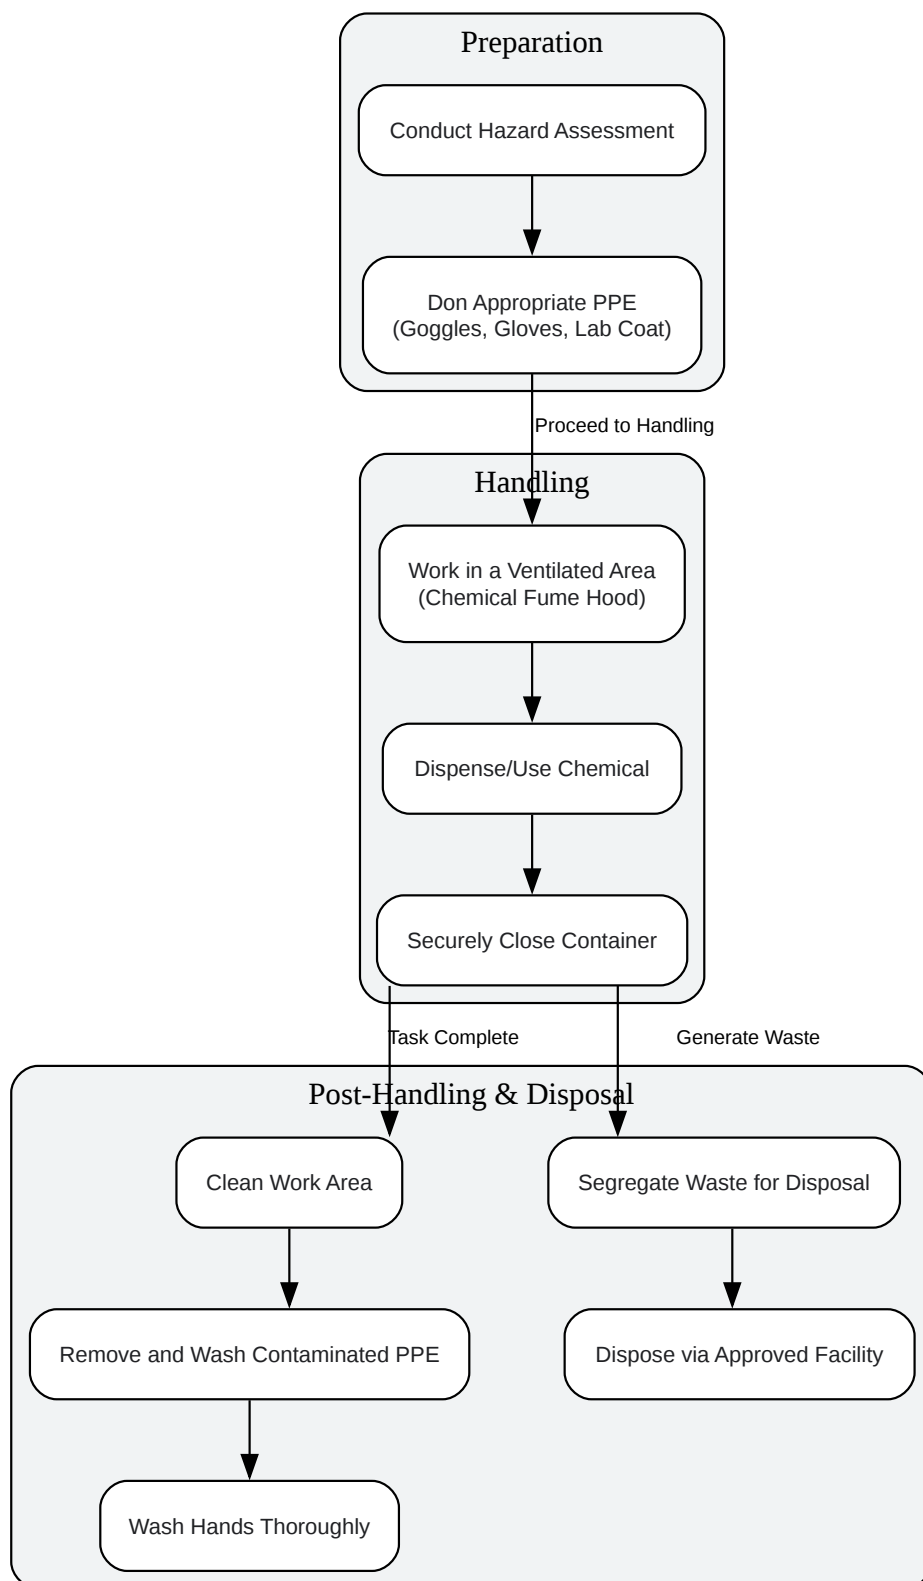 Preparation
Conduct Hazard Assessment
Don Appropriate PPE
(Goggles, Gloves, Lab Coat)
Proceed to Handling
Handling
Work in a Ventilated Area
(Chemical Fume Hood)
Dispense/Use Chemical
Securely Close Container
Task Complete
Generate Waste
Post-Handling & Disposal
Clean Work Area
Segregate Waste for Disposal
Remove and Wash Contaminated PPE
Dispose via Approved Facility
Wash Hands Thoroughly